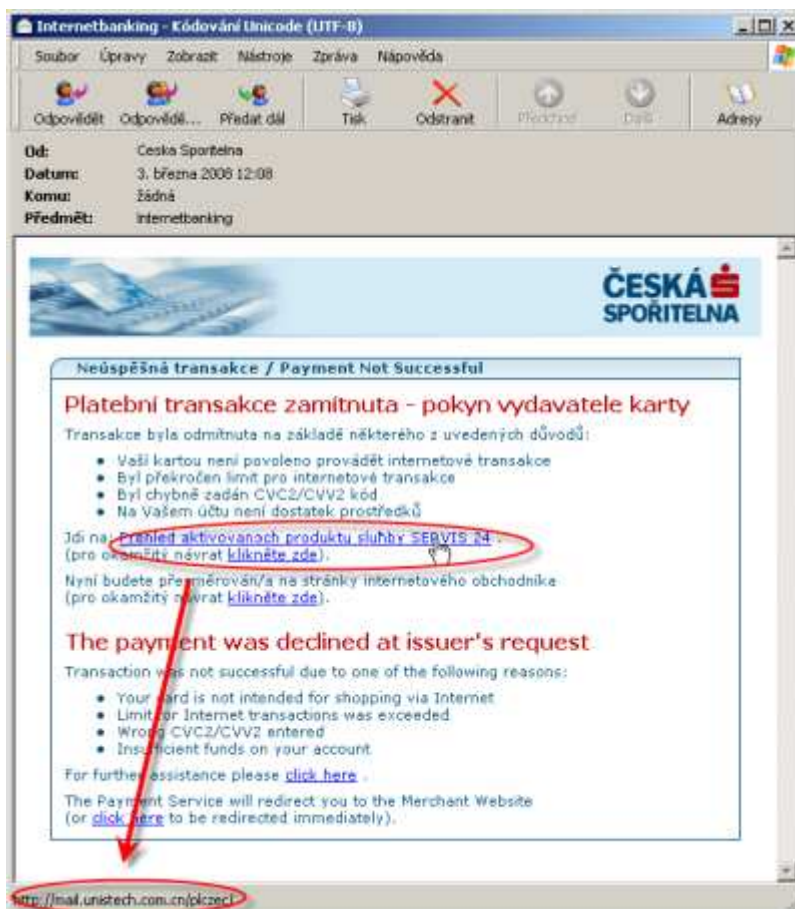 Internetbanking - Kódování Unicode (UTF-8)
Soubor Úpravy Zobrazit Nástroje Zpráva Nápověda
Odpovědět Odpovědě... Předat dál Tisk Odstranit Předchozí Další Adresy
Od: Ceska Sporitelna
Datum: 3. března 2008 12:08
Komu: žádná
Předmět: Internetbanking
ČESKÁ
SPOŘITELNA
Neúspěšná transakce / Payment Not Successful
Platební transakce zamítnuta - pokyn vydavatele karty
Transakce byla odmítnuta na základě některého z uvedených důvodů:
• Vaší kartou není povoleno provádět internetové transakce
• Byl překročen limit pro internetové transakce
• Byl chybně zadán CVC2/CVV2 kód
• Na Vašem účtu není dostatek prostředků
Jdi na: Prehled aktivovanach produktu sluhby SERVIS 24 .
(pro okamžitý návrat klikněte zde).
Nyní budete přesměrován/a na stránky internetového obchodníka
(pro okamžitý návrat klikněte zde).
The payment was declined at issuer's request
Transaction was not successful due to one of the following reasons:
• Your card is not intended for shopping via Internet
• Limit for Internet transactions was exceeded
• Wrong CVC2/CVV2 entered
• Insufficient funds on your account
For further assistance please click here .
The Payment Service will redirect you to the Merchant Website
(or click here to be redirected immediately).
http://mail.unistech.com.cn/plczec/